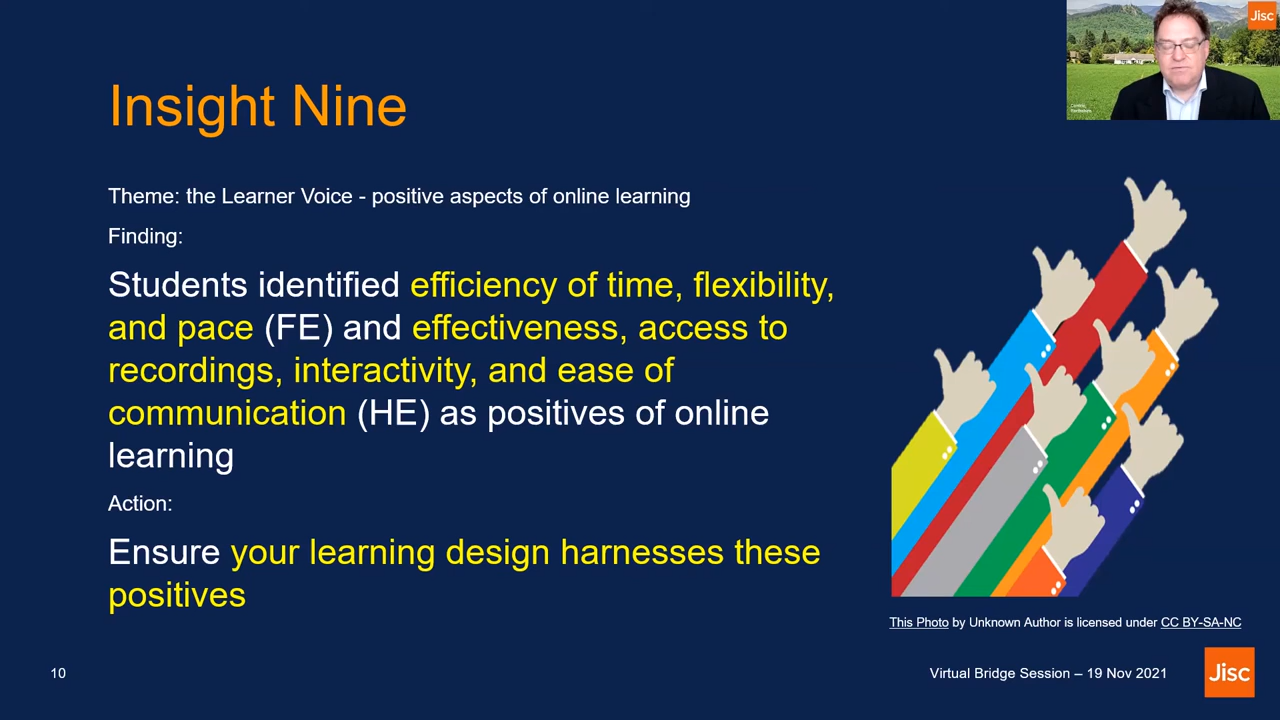 Jisc
Insight Nine
Theme: the Learner Voice - positive aspects of online learning
Finding:
Students identified efficiency of time, flexibility,
and pace (FE) and effectiveness, access to
recordings, interactivity, and ease of
communication (HE) as positives of online
learning
Action:
Ensure your learning design harnesses these
positives
This Photo by Unknown Author is licensed under CC BY-SA-NC
10
Virtual Bridge Session – 19 Nov 2021
Jisc